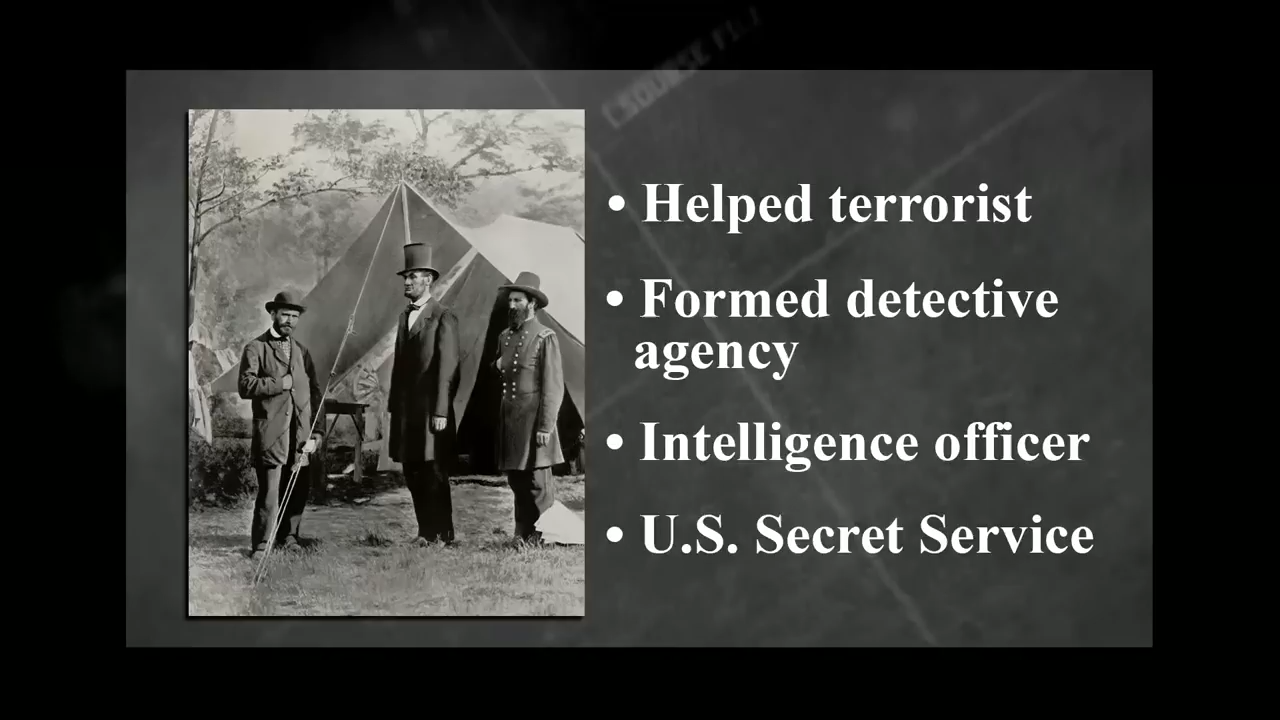 • Helped terrorist
• Formed detective
agency
• Intelligence officer
• U.S. Secret Service